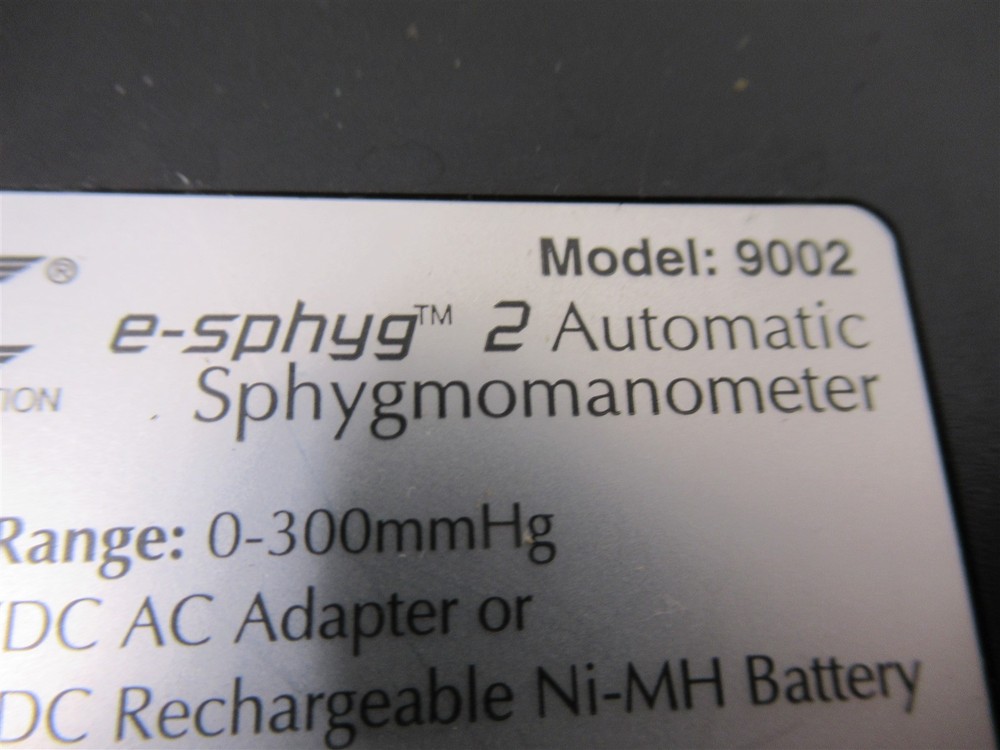 Model: 9002
®
e-sphyg™ 2 Automatic
Sphygmomanometer
Range: 0-300mmHg
DC AC Adapter or
DC Rechargeable Ni-MH Battery